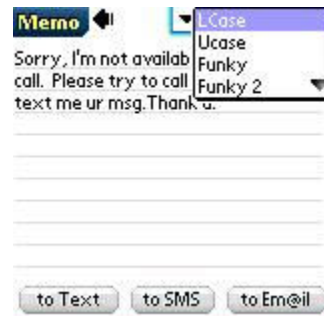 Memo
LCase
Ucase
Funky
Funky 2
Sorry, I'm not availab
call. Please try to call
text me ur msg.Thank u.
to Text to SMS to Em@il